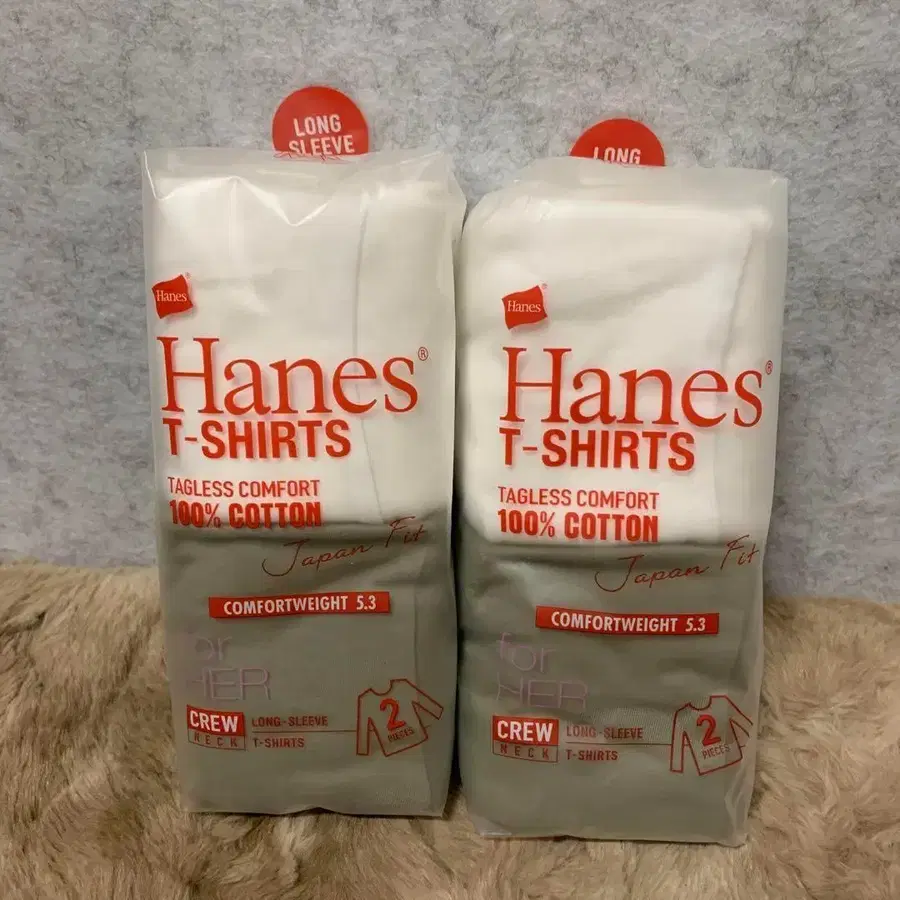 LONG
SLEEVE
Hanes
Hanes®
T-SHIRTS
TAGLESS COMFORT
100% COTTON
Japan Fit
COMFORTWEIGHT 5.3
for
HER
CREW
NECK
LONG-SLEEVE
T-SHIRTS
2
PIECES
LONG
Hanes
Hanes®
T-SHIRTS
TAGLESS COMFORT
100% COTTON
Japan Fit
COMFORTWEIGHT 5.3
for
HER
CREW
NECK
LONG-SLEEVE
T-SHIRTS
2
PIECES